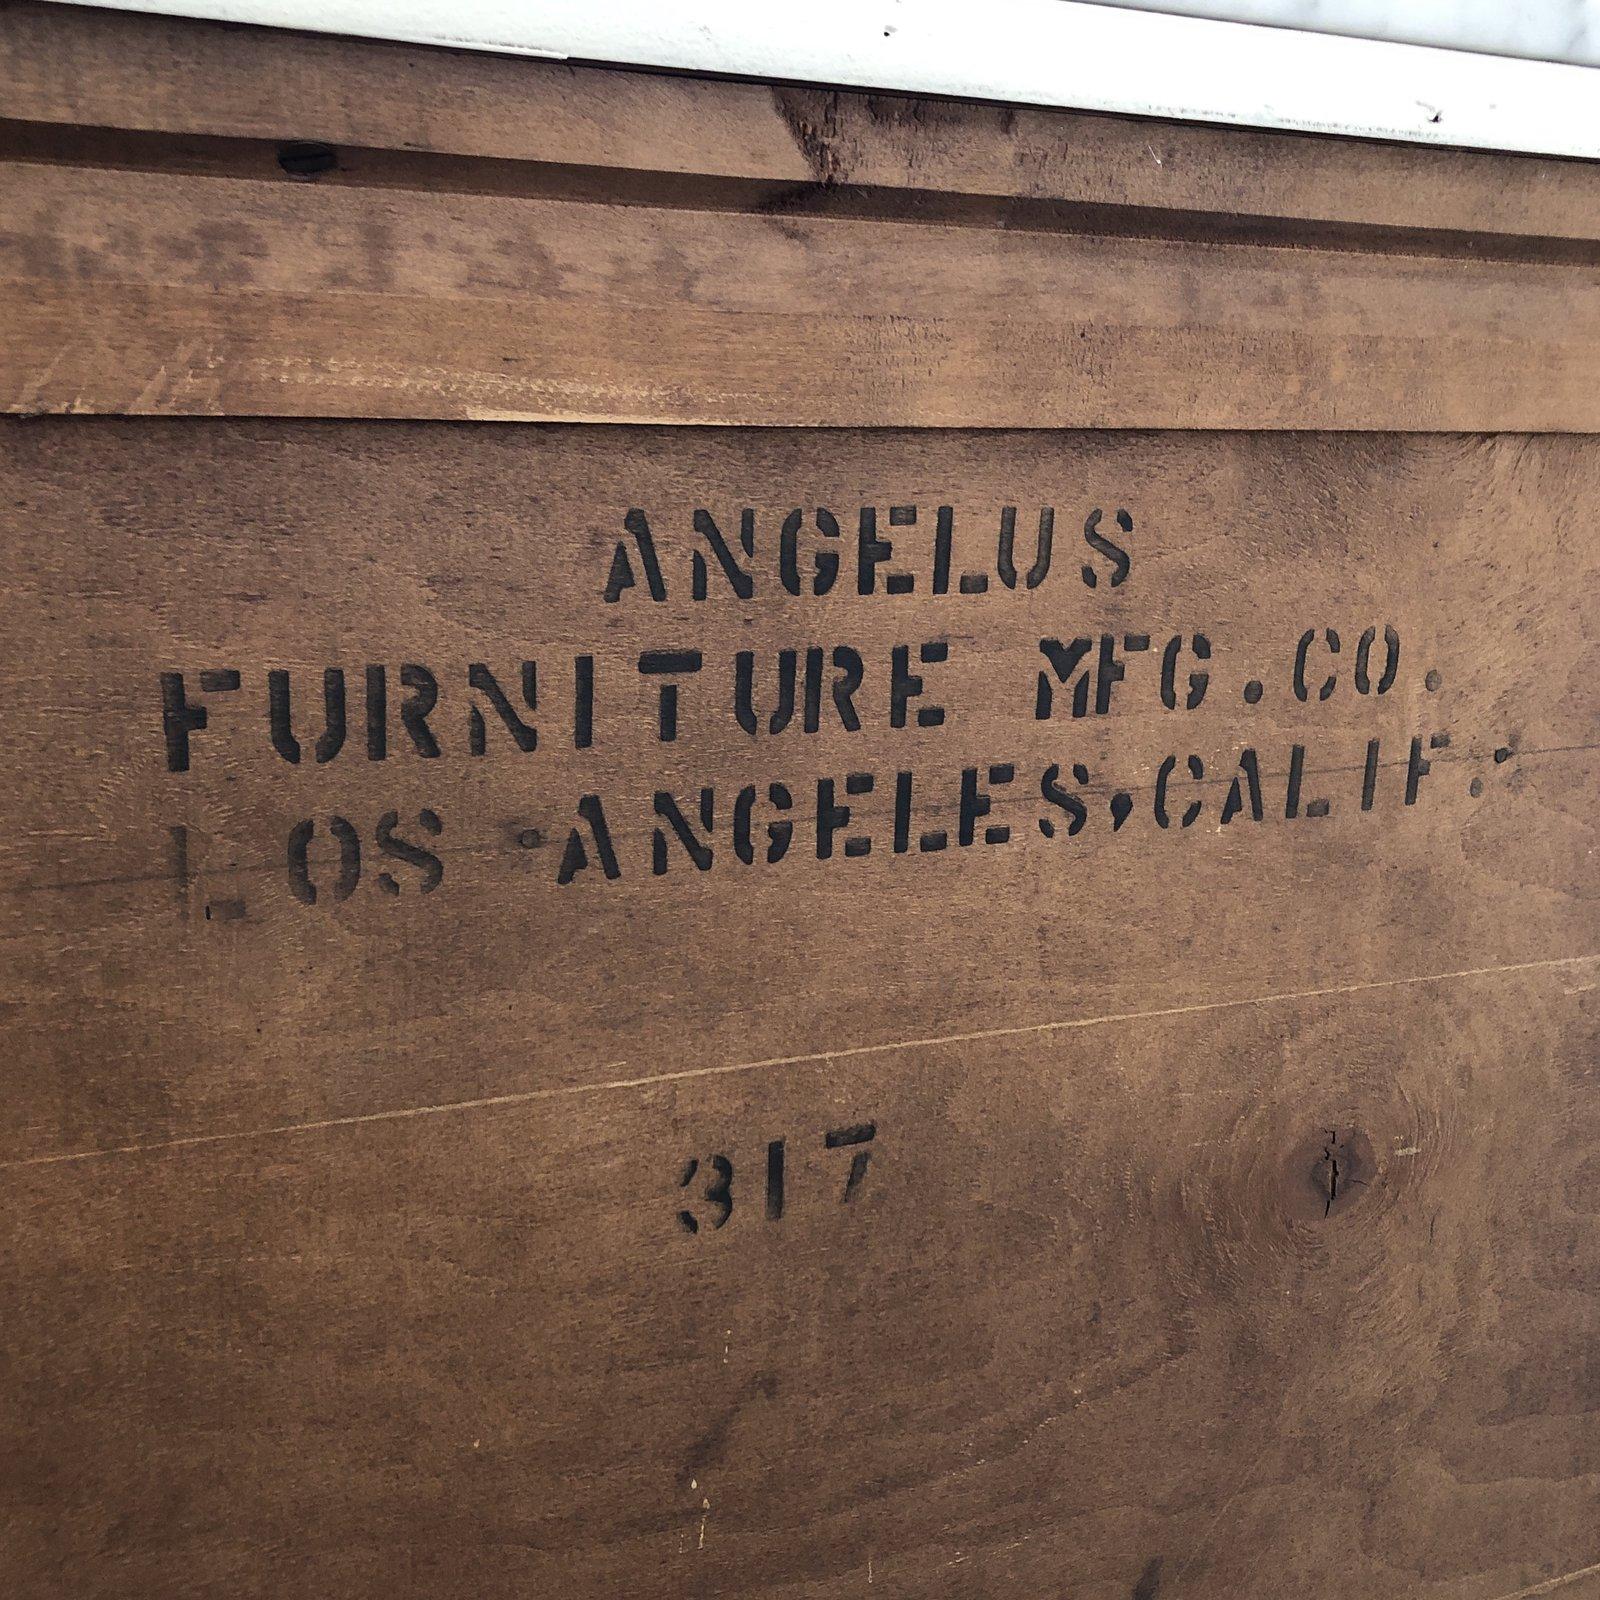 ANGELUS
FURNITURE MFG.CO.
LOS ANGELES,CALIF.
317